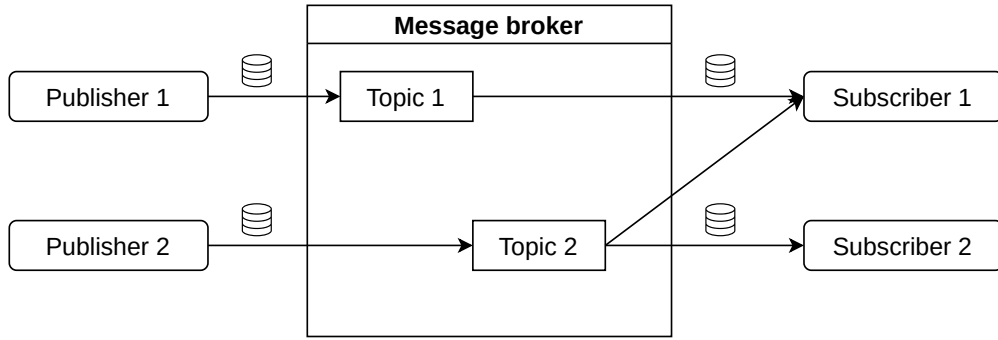 Message broker
Publisher 1
Topic 1
Subscriber 1
Publisher 2
Topic 2
Subscriber 2